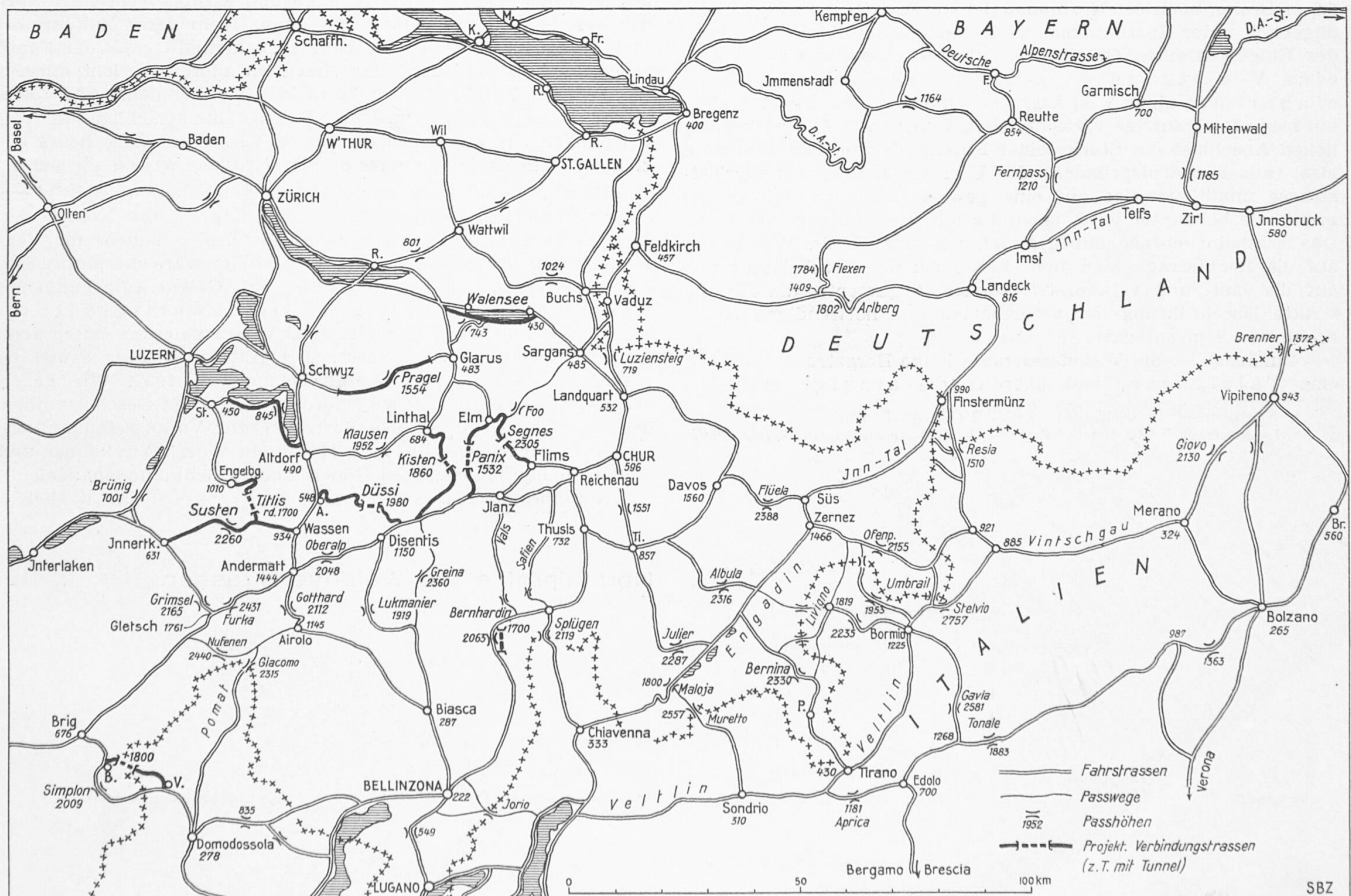 BADEN
Schaffh.
K.
M.
Fr.
Kempten
BAYERN
D.A.-St.
Deutsche
Alpenstrasse
F.
Lindau
Jmmenstadt
Garmisch
700
Basel
Baden
W'THUR
Wil
R.
R.
Bregenz
400
1164
Reutte
854
Mittenwald
D.A.-St.
ST.GALLEN
Fernpass
1210
1185
Olten
ZÜRICH
Wattwil
Feldkirch
457
Telfs
Zirl
Jnnsbruck
580
Jnn-Tal
Imst
Bern
R.
801
1024
Buchs
Vaduz
1784
Flexen
1409
1802
Arlberg
Landeck
816
Walensee
430
743
DEUTSCHLAND
LUZERN
Schwyz
Glarus
483
Sargans
485
Luziensteig
719
Brenner
1372
Pragel
1554
St.
450
845
Linthal
684
Elm
Foo
Segnes
2305
Landquart
532
990
Finstermünz
Vipiteno
943
Klausen
1952
Altdorf
490
Kisten
1860
Panix
1532
Flims
CHUR
596
Jnn-Tal
Resia
1510
Giovo
2130
Engelbg.
1010
Brünig
1001
Titlis
rd.1700
548
A.
Düssi
1980
Reichenau
Davos
1560
Flüela
2388
Süs
Susten
2260
Wassen
934
Jlanz
1551
Zernez
1466
921
Merano
324
Br.
560
Jnterlaken
Jnnertk.
631
Oberalp
2048
Disentis
1150
Vals
Safien
Thusis
732
Ti.
857
Ofenp.
2155
885
Vintschgau
Andermatt
1444
Greina
2360
Albula
2316
Umbrail
Grimsel
2165
2431
Furka
Gotthard
2112
Lukmanier
1919
Bernhardin
2063
1700
Splügen
2119
Engadin
Livigno
1819
1953
Stelvio
2757
Gletsch
1761
1145
Airolo
Julier
2287
2235
Bormio
1225
Bolzano
265
Nufenen
2440
Giacomo
2315
Bernina
2330
987
1363
ITALIEN
1800
Maloja
Gavia
2581
Brig
676
Pomat
Biasca
287
Chiavenna
333
2557
Muretto
P.
Veltlin
1268
Tonale
1883
1800
B.
V.
Simplon
2009
430
Tirano
BELLINZONA
222
Jorio
Veltlin
Sondrio
310
1181
Aprica
Edolo
700
Verona
835
549
Domodossola
278
LUGANO
Bergamo
Brescia
Fahrstrassen
Passwege
1952
Passhöhen
Projekt. Verbindungstrassen
(z.T. mit Tunnel)
0
50
100 km
SBZ